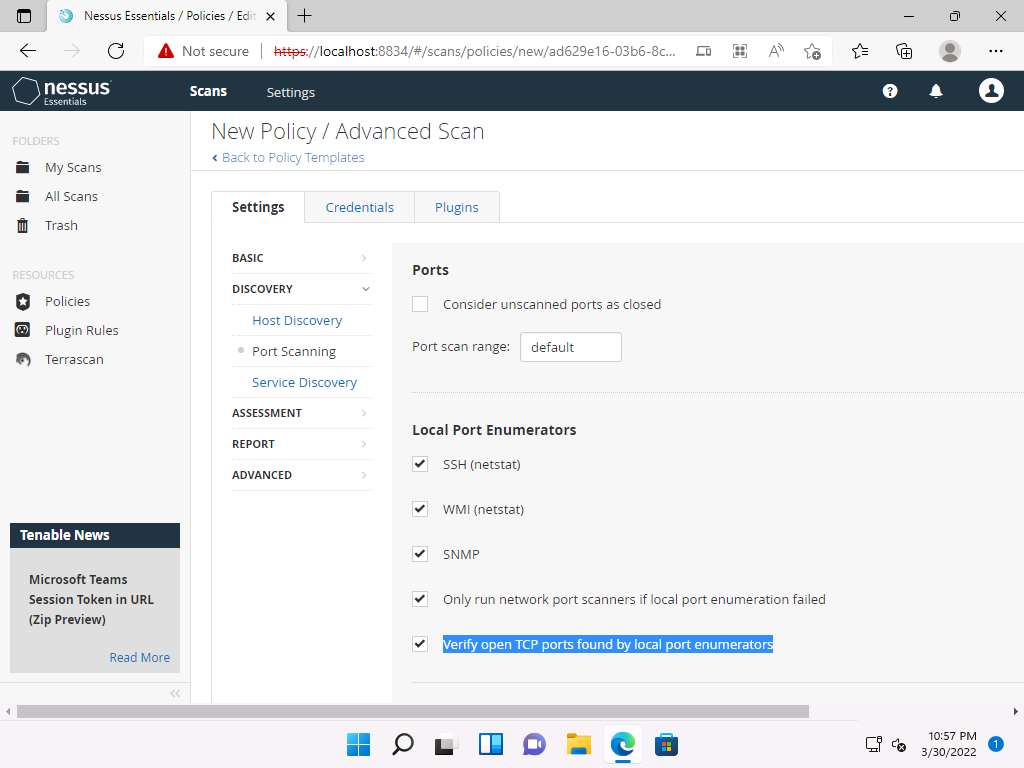 Nessus Essentials / Policies / Edit
Not secure
https://localhost:8834/#/scans/policies/new/ad629e16-03b6-8c...
nessus
Essentials
Scans
Settings
FOLDERS
My Scans
All Scans
Trash
RESOURCES
Policies
Plugin Rules
Terrascan
Tenable News
Microsoft Teams
Session Token in URL
(Zip Preview)
Read More
New Policy / Advanced Scan
Back to Policy Templates
Settings
Credentials
Plugins
BASIC
DISCOVERY
Host Discovery
Port Scanning
Service Discovery
ASSESSMENT
REPORT
ADVANCED
Ports
Consider unscanned ports as closed
Port scan range: default
Local Port Enumerators
SSH (netstat)
WMI (netstat)
SNMP
Only run network port scanners if local port enumeration failed
Verify open TCP ports found by local port enumerators
10:57 PM
3/30/2022
1